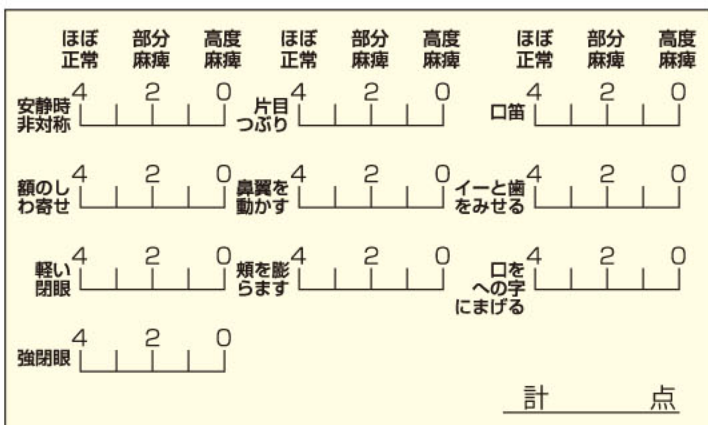 ほぼ 部分 高度 ほぼ 部分 高度 ほぼ 部分 高度
正常 麻痺 麻痺 正常 麻痺 麻痺 正常 麻痺 麻痺
安静時
非対称
4 2 0
片目
つぶり
4 2 0
口笛
4 2 0
額のし
わ寄せ
4 2 0
鼻翼を
動かす
4 2 0
イーと歯
をみせる
4 2 0
軽い
閉眼
4 2 0
頬を膨
らます
4 2 0
口を
への字
にまげる
4 2 0
強閉眼
4 2 0
計 点